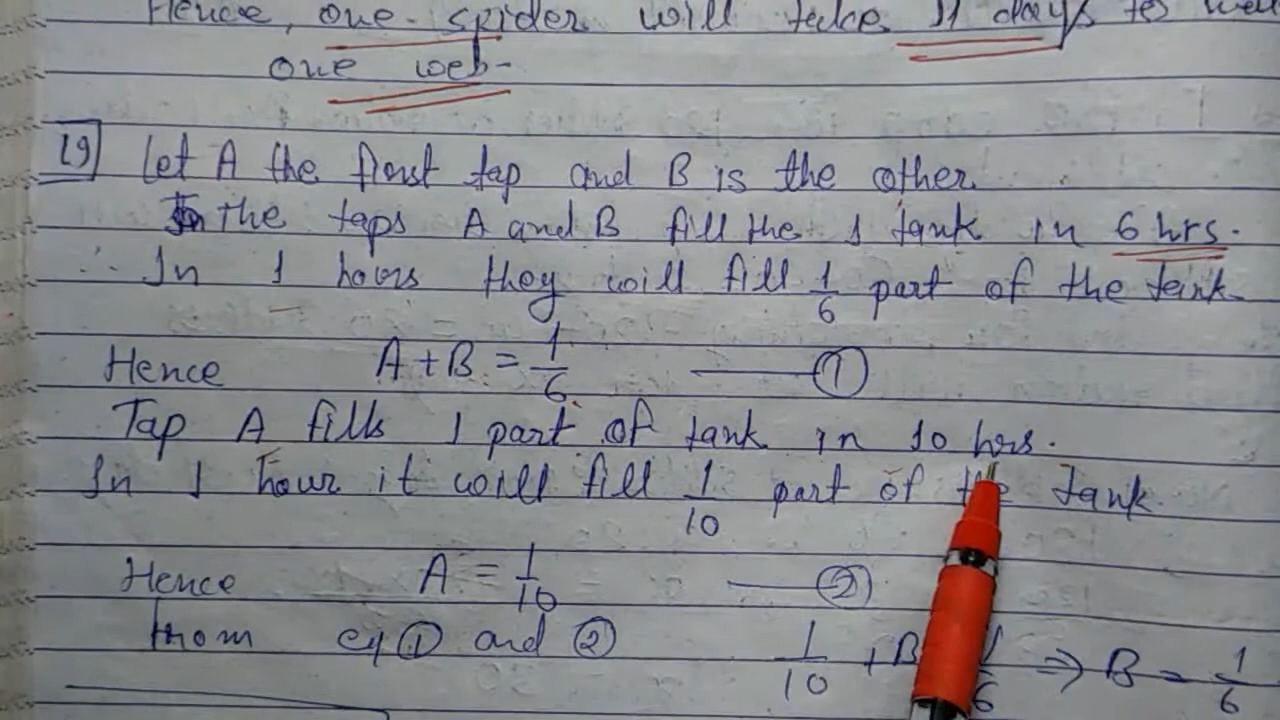 Hence, one spider will take 11 days to
one web-
19 Let A the first tap and B is the other
the taps A and B fill the 1 tank in 6 hrs.
∴ In 1 hours they will fill 1/6 part of the tank
Hence A + B = 1/6 ——— ①
Tap A fills 1 part of tank in 10 hrs.
In 1 hour it will fill 1/10 part of the tank
Hence A = 1/10 ——— ②
from eq ① and ② 1/10 + B 1/6 ⇒ B = 1/6